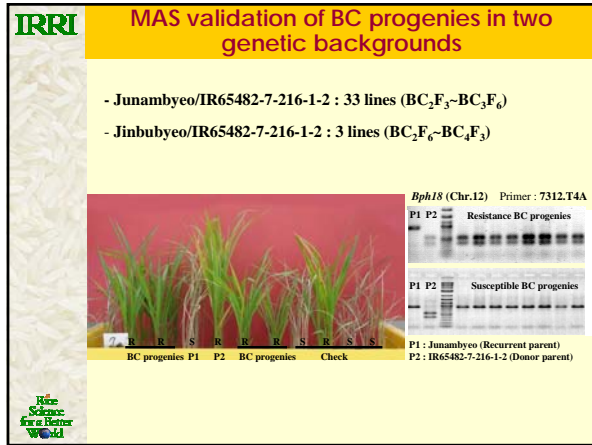 IRRI
MAS validation of BC progenies in two
genetic backgrounds
- Junambyeo/IR65482-7-216-1-2 : 33 lines (BC2F3~BC3F6)
- Jinbubyeo/IR65482-7-216-1-2 : 3 lines (BC2F6~BC4F3)
Bph18 (Chr.12) Primer : 7312.T4A
P1 P2 Resistance BC progenies
P1 P2 Susceptible BC progenies
R R S R R R S R S S
BC progenies P1 P2 BC progenies Check
P1 : Junambyeo (Recurrent parent)
P2 : IR65482-7-216-1-2 (Donor parent)
Rice
Science
for a Better
World